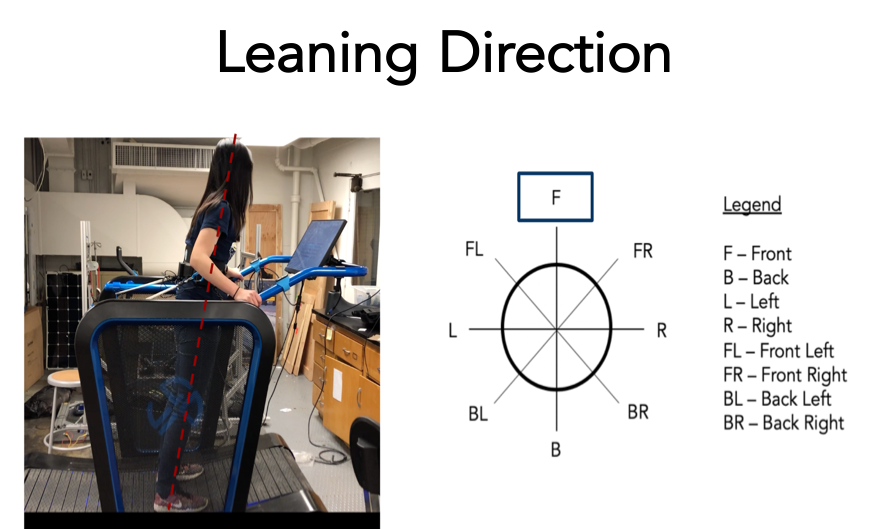 Leaning Direction
F
FL
FR
L
R
BL
BR
B
Legend
F – Front
B – Back
L – Left
R – Right
FL – Front Left
FR – Front Right
BL – Back Left
BR – Back Right